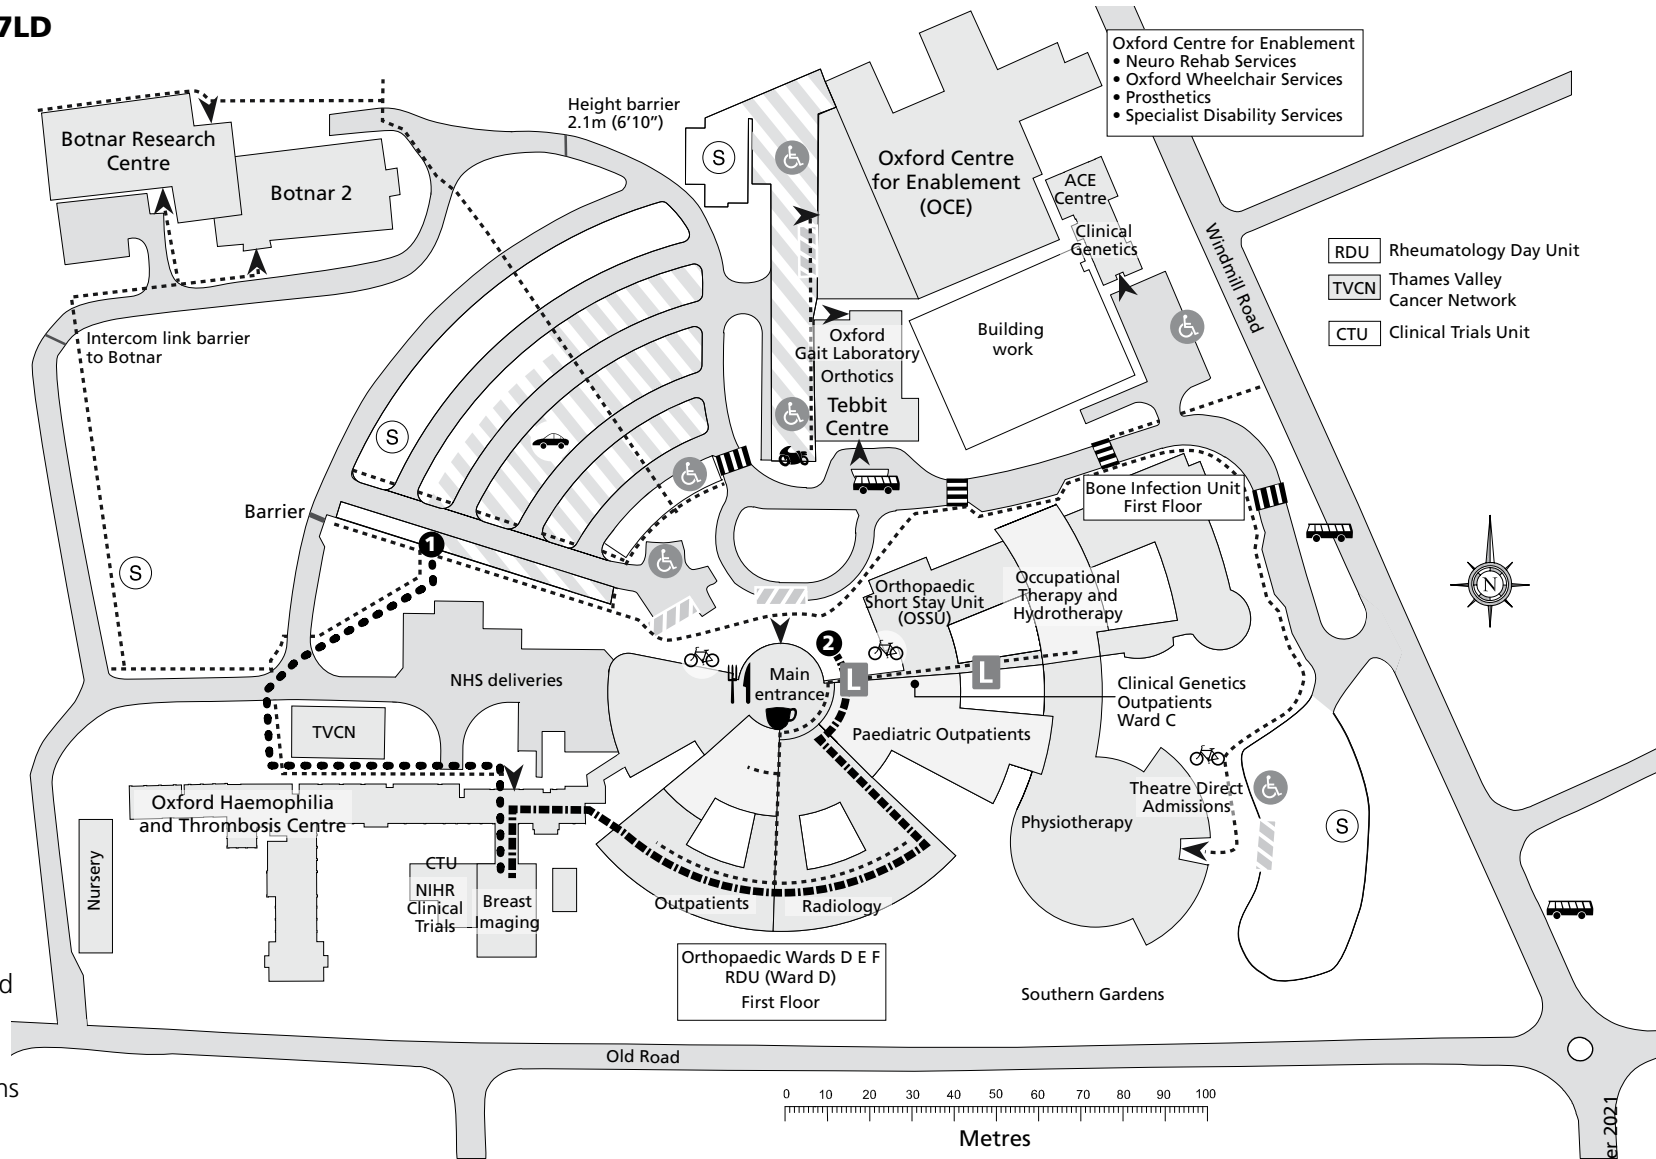 7LD
Height barrier
2.1m (6’10”)
Oxford Centre for Enablement
• Neuro Rehab Services
• Oxford Wheelchair Services
• Prosthetics
• Specialist Disability Services
Botnar Research
Centre
Botnar 2
S
Oxford Centre
for Enablement
(OCE)
ACE
Centre
Clinical
Genetics
Windmill Road
RDU Rheumatology Day Unit
TVCN Thames Valley
Cancer Network
CTU Clinical Trials Unit
Intercom link barrier
to Botnar
Building
work
Oxford
Gait Laboratory
Orthotics
Tebbit
Centre
S
Barrier
1
S
Bone Infection Unit
First Floor
N
Orthopaedic
Short Stay Unit
(OSSU)
Occupational
Therapy and
Hydrotherapy
2
L
L
Main
entrance
NHS deliveries
Clinical Genetics
Outpatients
Ward C
TVCN
Paediatric Outpatients
Oxford Haemophilia
and Thrombosis Centre
Theatre Direct
Admissions
Physiotherapy
S
Nursery
CTU
NIHR
Clinical
Trials
Breast
Imaging
Outpatients
Radiology
Orthopaedic Wards D E F
RDU (Ward D)
First Floor
Southern Gardens
d
Old Road
ns
0 10 20 30 40 50 60 70 80 90 100
Metres
er 2021